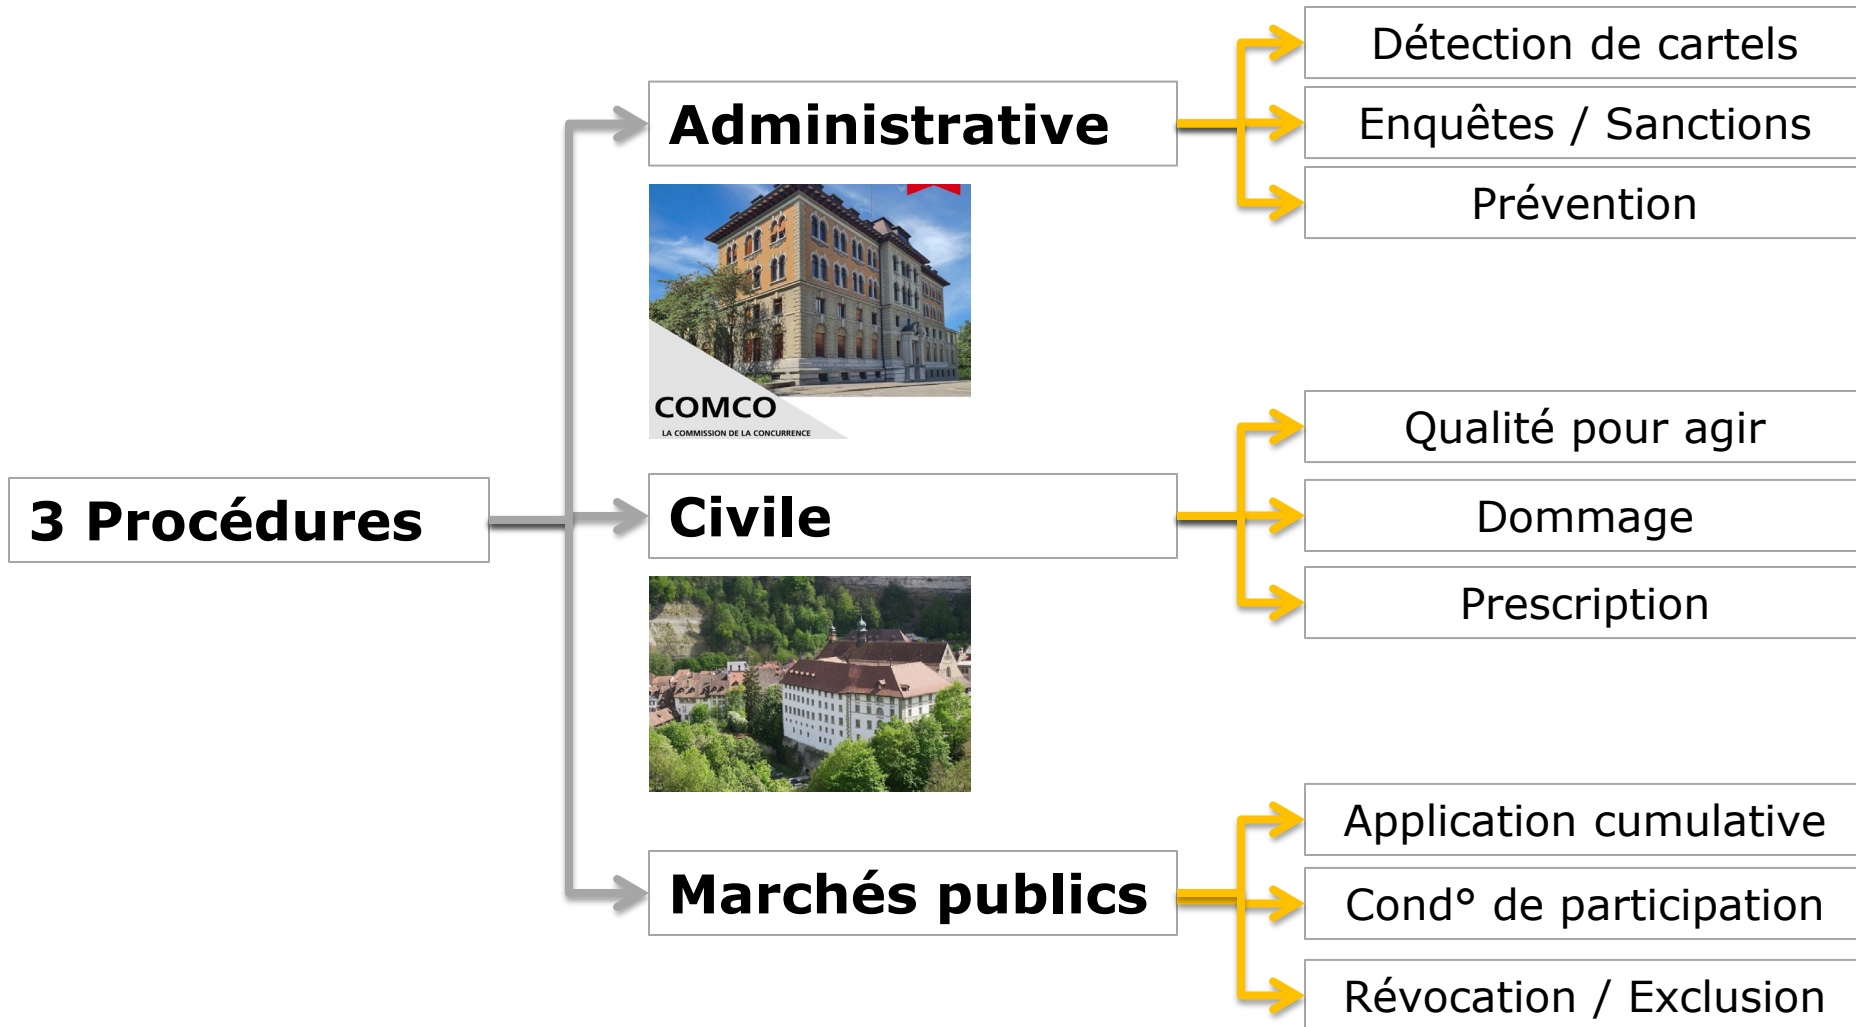 3 Procédures
Administrative
Détection de cartels
Enquêtes / Sanctions
Prévention
COMCO
LA COMMISSION DE LA CONCURRENCE
Civile
Qualité pour agir
Dommage
Prescription
Marchés publics
Application cumulative
Cond° de participation
Révocation / Exclusion